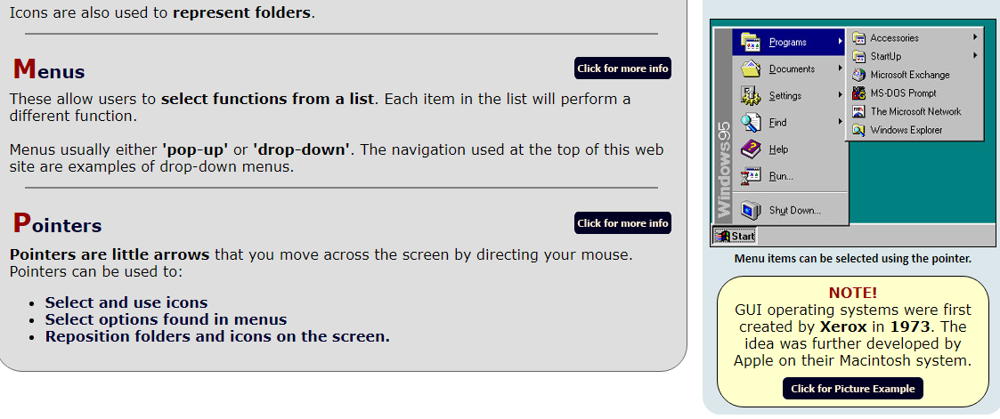 Icons are also used to represent folders.
Menus
Click for more info
These allow users to select functions from a list. Each item in the list will perform a
different function.
Menus usually either 'pop-up' or 'drop-down'. The navigation used at the top of this web
site are examples of drop-down menus.
Pointers
Click for more info
Pointers are little arrows that you move across the screen by directing your mouse.
Pointers can be used to:
• Select and use icons
• Select options found in menus
• Reposition folders and icons on the screen.
Programs
Documents
Settings
Find
Help
Run...
Shut Down...
Windows95
Start
Accessories
StartUp
Microsoft Exchange
MS-DOS Prompt
The Microsoft Network
Windows Explorer
Menu items can be selected using the pointer.
NOTE!
GUI operating systems were first
created by Xerox in 1973. The
idea was further developed by
Apple on their Macintosh system.
Click for Picture Example